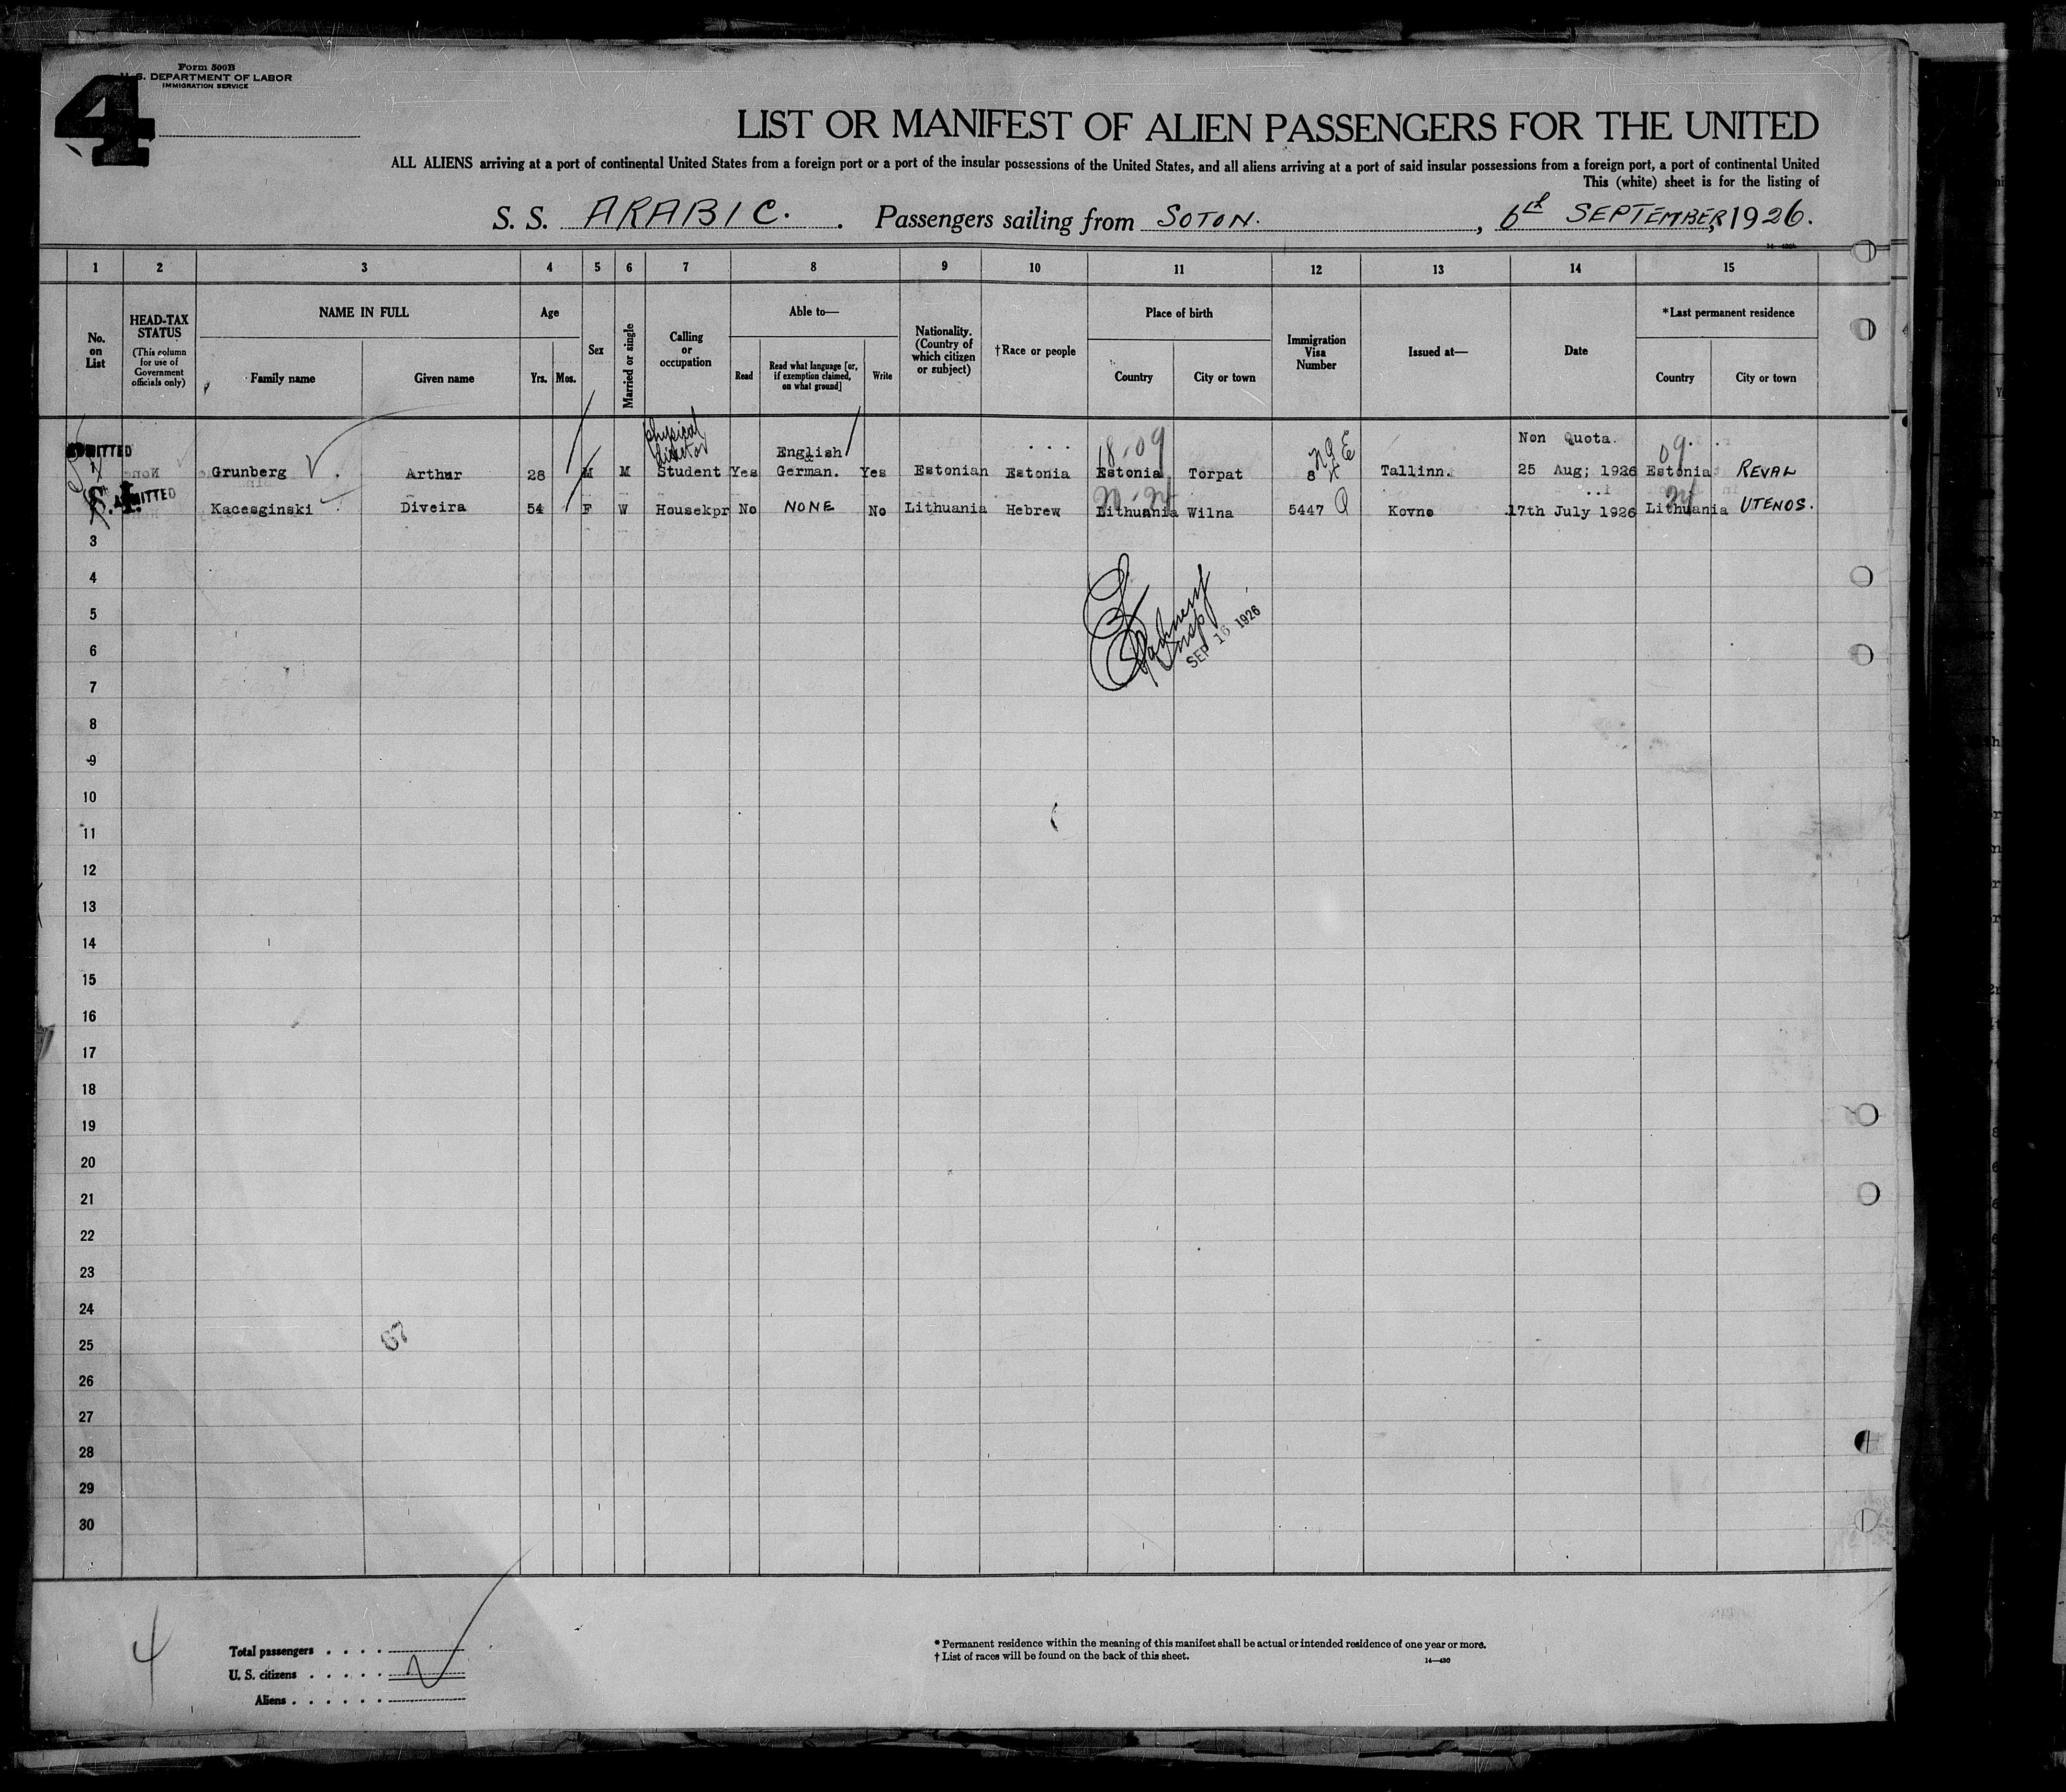 Form 500B
U. S. DEPARTMENT OF LABOR
IMMIGRATION SERVICE
4
LIST OR MANIFEST OF ALIEN PASSENGERS FOR THE UNITED
ALL ALIENS arriving at a port of continental United States from a foreign port or a port of the insular possessions of the United States, and all aliens arriving at a port of said insular possessions from a foreign port, a port of continental United
This (white) sheet is for the listing of
S. S. ARABIC. Passengers sailing from SOTON. , 6th SEPTEMBER, 1926.
1 2 3 4 5 6 7 8 9 10 11 12 13 14 15
No. on List
HEAD-TAX STATUS
(This column for use of Government officials only)
NAME IN FULL
Family name Given name
Age
Yrs. Mos.
Sex
Married or single
Calling or occupation
Able to—
Read
Read what language [or, if exemption claimed, on what ground]
Write
Nationality. (Country of which citizen or subject)
†Race or people
Place of birth
Country City or town
Immigration Visa Number
Issued at—
Date
*Last permanent residence
Country City or town
physical director
18-09
NQE
Non Quota.
09
ADMITTED
English
Grunberg Arthur 28 M M Student Yes German. Yes Estonian Estonia Estonia Torpat 8 Tallinn. 25 Aug; 1926 Estonia REVAL
S.I. ADMITTED
Kacesginski Diveira 54 F W Housekpr No NONE No Lithuania Hebrew Lithuania Wilna 5447 Q Kovno 17th July 1926 Lithuania UTENOS.
3
4
5
Insp
SEP 16 1926
6
7
8
9
10
11
12
13
14
15
16
17
18
19
20
21
22
23
24
25
26
27
28
29
30
4
Total passengers . . . .
U. S. citizens . . . . .
Aliens . . . . . .
* Permanent residence within the meaning of this manifest shall be actual or intended residence of one year or more.
† List of races will be found on the back of this sheet.
14—430